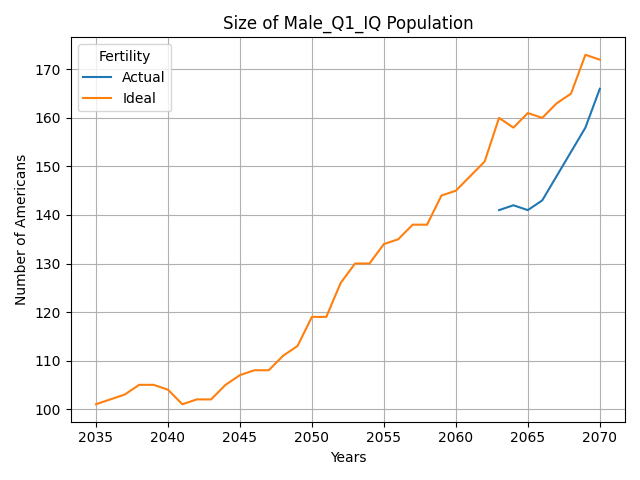 Size of Male_Q1_IQ Population
Fertility
Actual
Ideal
Number of Americans
170
160
150
140
130
120
110
100
2035 2040 2045 2050 2055 2060 2065 2070
Years